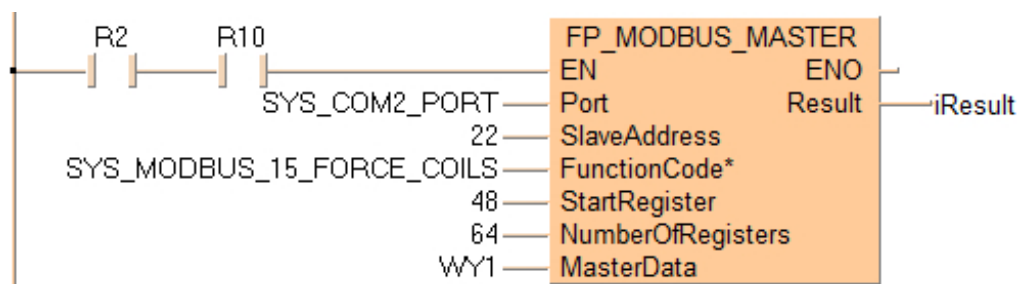 R2 R10 FP_MODBUS_MASTER
EN ENO
SYS_COM2_PORT Port Result iResult
22 SlaveAddress
SYS_MODBUS_15_FORCE_COILS FunctionCode*
48 StartRegister
64 NumberOfRegisters
WY1 MasterData